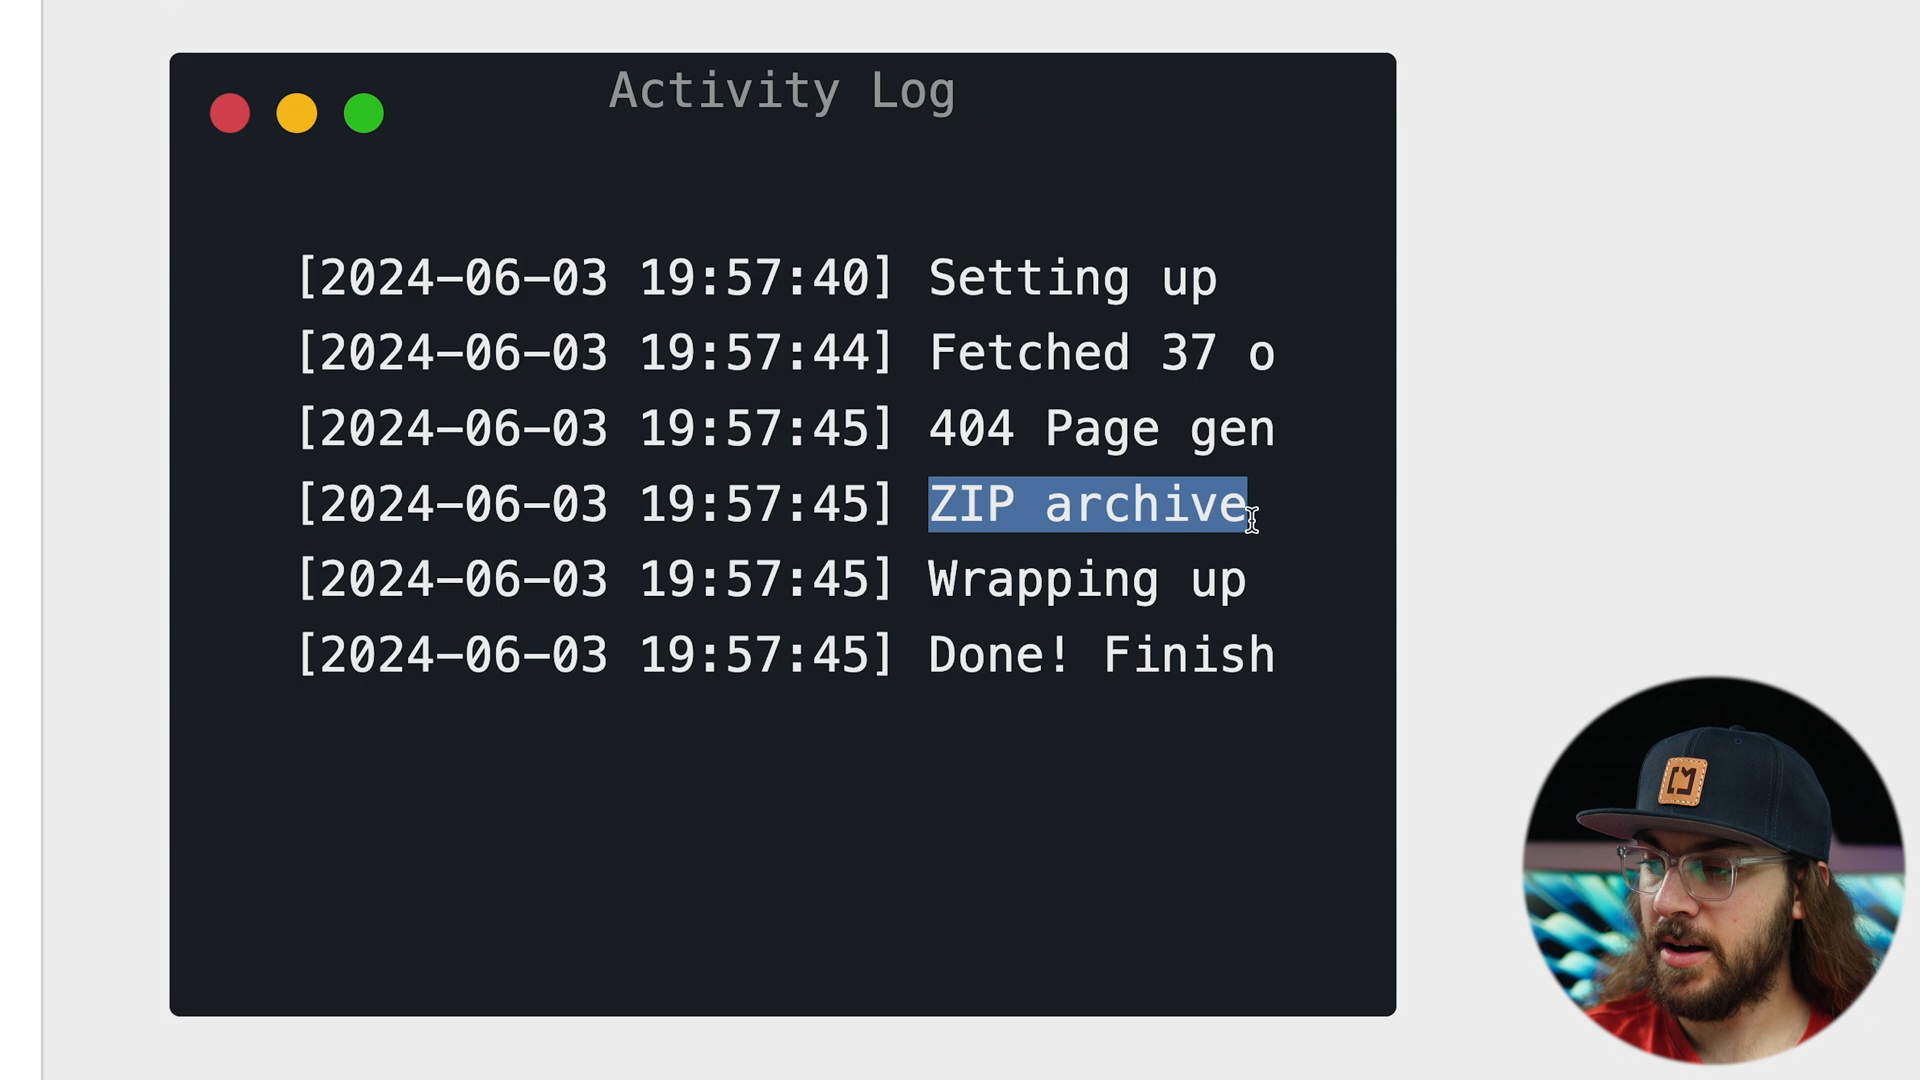 Activity Log
[2024-06-03 19:57:40] Setting up
[2024-06-03 19:57:44] Fetched 37 o
[2024-06-03 19:57:45] 404 Page gen
[2024-06-03 19:57:45] ZIP archive
[2024-06-03 19:57:45] Wrapping up
[2024-06-03 19:57:45] Done! Finish